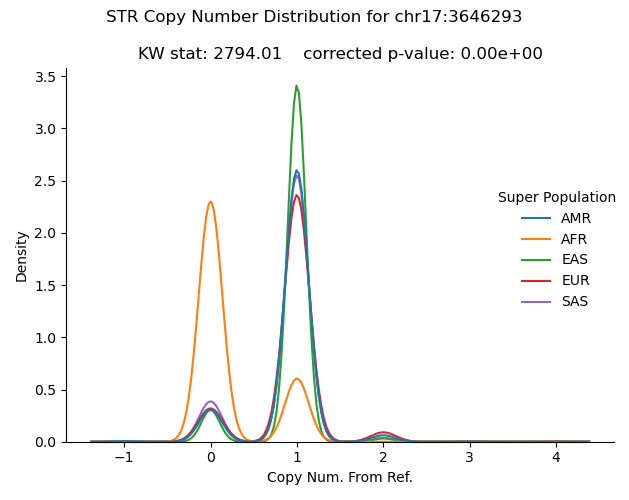 STR Copy Number Distribution for chr17:3646293
KW stat: 2794.01    corrected p-value: 0.00e+00
3.5
3.0
2.5
2.0
1.5
1.0
0.5
0.0
Density
−1
0
1
2
3
4
Copy Num. From Ref.
Super Population
AMR
AFR
EAS
EUR
SAS